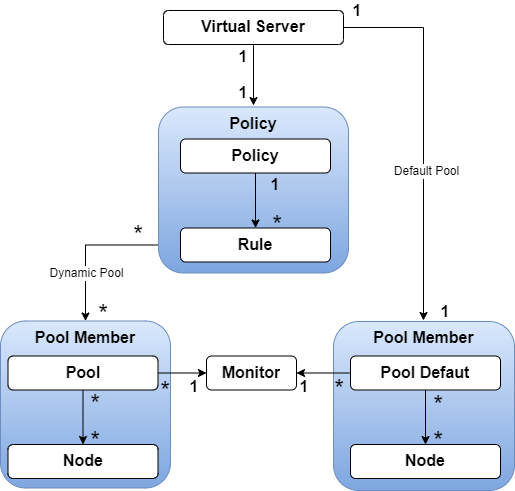 Virtual Server
1
1
1
Policy
Policy
Default Pool
1
*
Rule
*
Dynamic Pool
*
1
Pool Member
Pool Member
Pool
Monitor
Pool Defaut
*
1
1
*
*
*
*
*
Node
Node